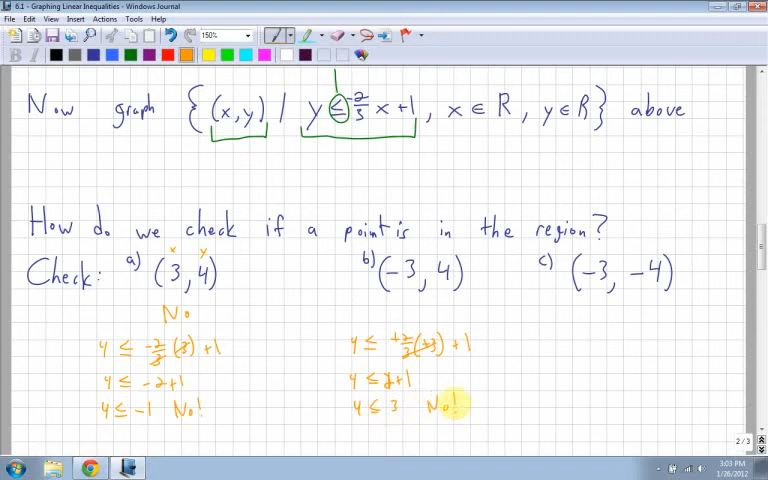 6.1 - Graphing Linear Inequalities - Windows Journal
File Edit View Insert Actions Tools Help
150%
B I
Now graph {(x,y) / y ≤ -2/3 x +1, x ∈ R, y ∈ R} above
How do we check if a point is in the region?
x y
Check: a) (3,4) b) (-3, 4) c) (-3, -4)
No
4 ≤ -2/3 (3) +1 4 ≤ +2/3(+3) +1
4 ≤ -2+1 4 ≤ 2+1
4 ≤ -1 No! 4 ≤ 3 No!
2 / 3
3:03 PM
1/26/2012